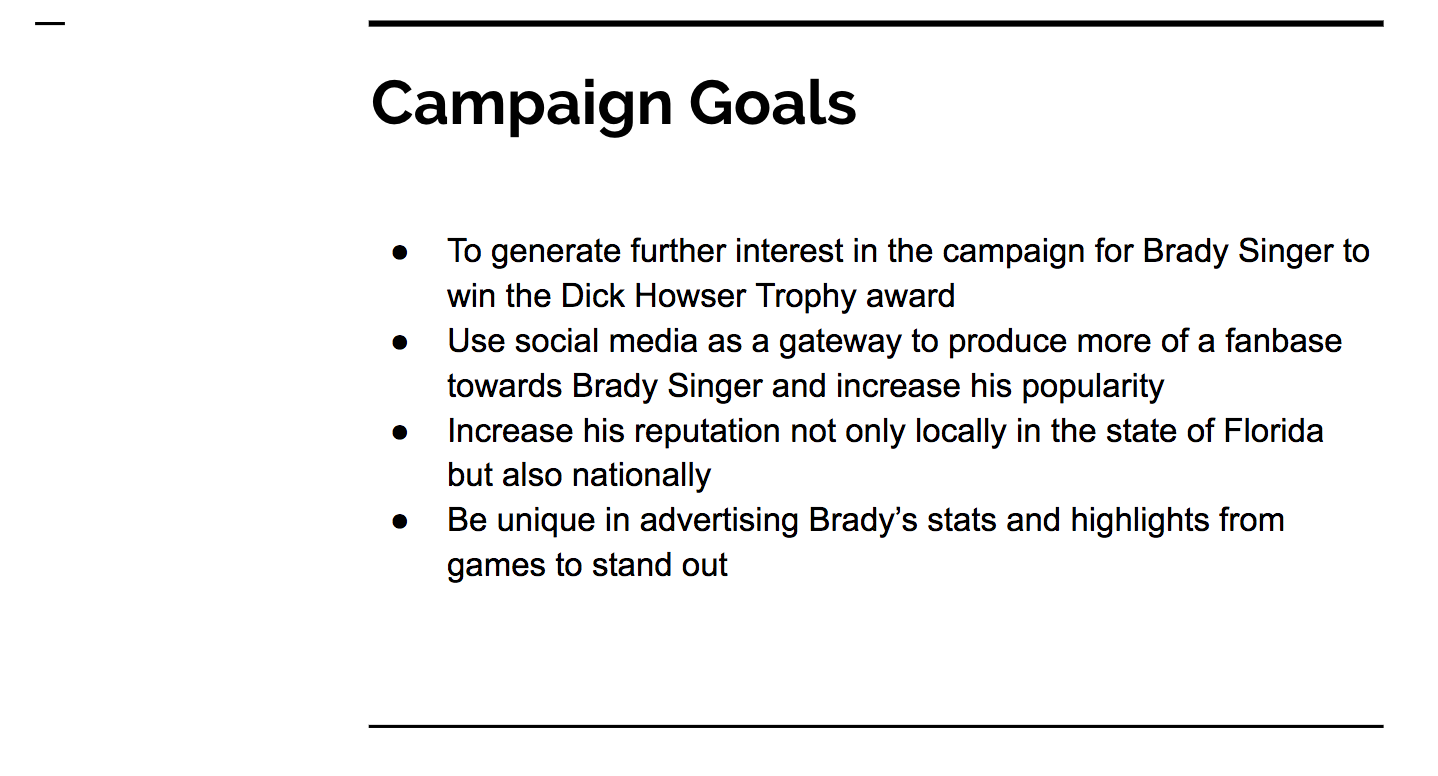 Campaign Goals
● To generate further interest in the campaign for Brady Singer to
win the Dick Howser Trophy award
● Use social media as a gateway to produce more of a fanbase
towards Brady Singer and increase his popularity
● Increase his reputation not only locally in the state of Florida
but also nationally
● Be unique in advertising Brady’s stats and highlights from
games to stand out